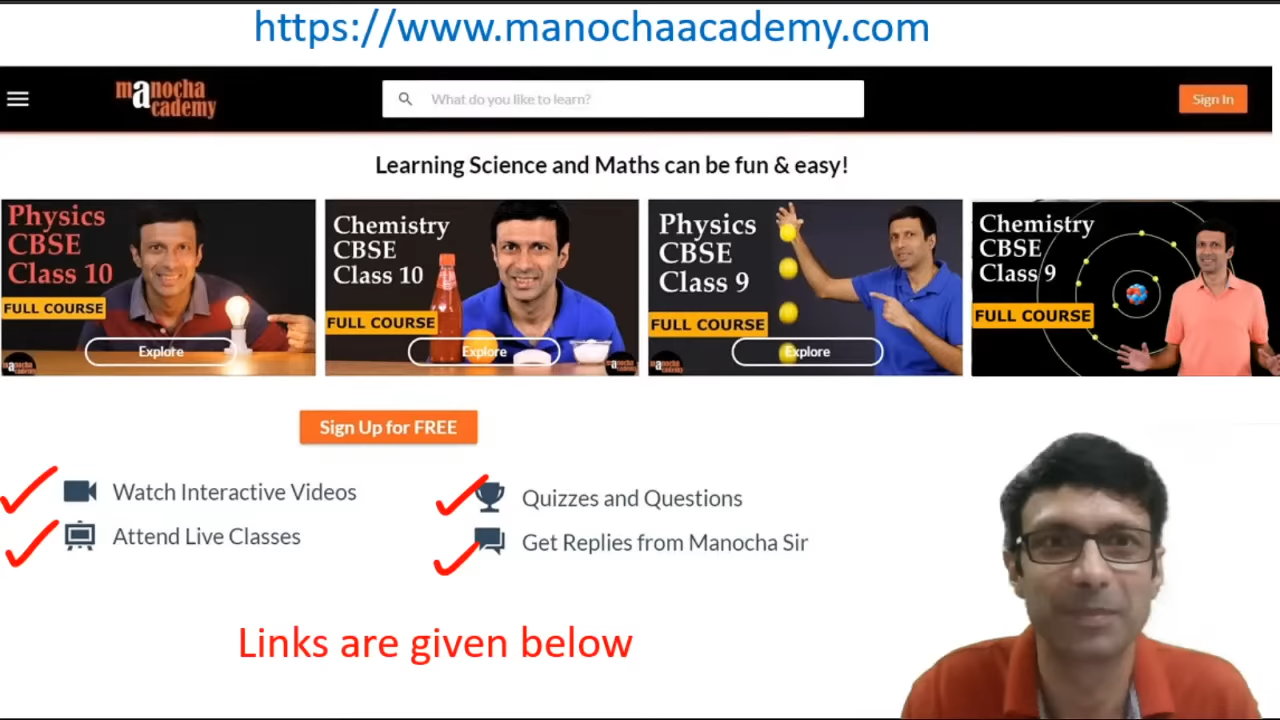 https://www.manochaacademy.com
manocha
academy
What do you like to learn?
Sign In
Learning Science and Maths can be fun & easy!
Physics
CBSE
Class 10
FULL COURSE
Explore
Chemistry
CBSE
Class 10
FULL COURSE
Explore
Physics
CBSE
Class 9
FULL COURSE
Explore
Chemistry
CBSE
Class 9
FULL COURSE
Sign Up for FREE
Watch Interactive Videos
Quizzes and Questions
Attend Live Classes
Get Replies from Manocha Sir
Links are given below